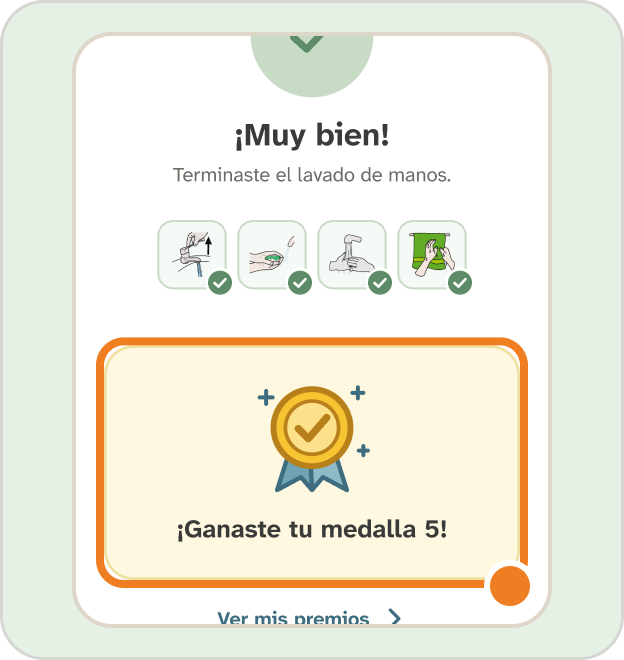 ¡Muy bien!
Terminaste el lavado de manos.
¡Ganaste tu medalla 5!
Ver mis premios